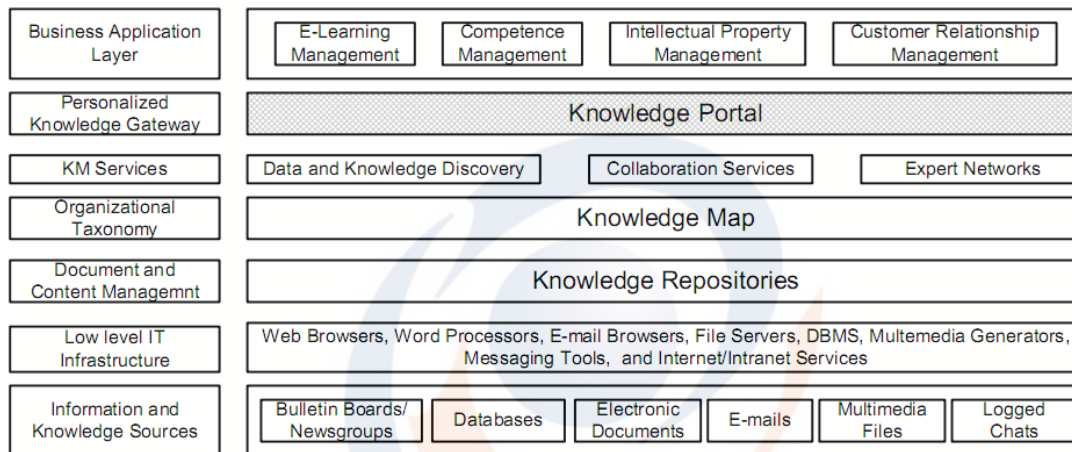 Business Application
Layer
E-Learning
Management
Competence
Management
Intellectual Property
Management
Customer Relationship
Management
Personalized
Knowledge Gateway
Knowledge Portal
KM Services
Data and Knowledge Discovery
Collaboration Services
Expert Networks
Organizational
Taxonomy
Knowledge Map
Document and
Content Managemnt
Knowledge Repositories
Low level IT
Infrastructure
Web Browsers, Word Processors, E-mail Browsers, File Servers, DBMS, Multemedia Generators,
Messaging Tools, and Internet/Intranet Services
Information and
Knowledge Sources
Bulletin Boards/
Newsgroups
Databases
Electronic
Documents
E-mails
Multimedia
Files
Logged
Chats